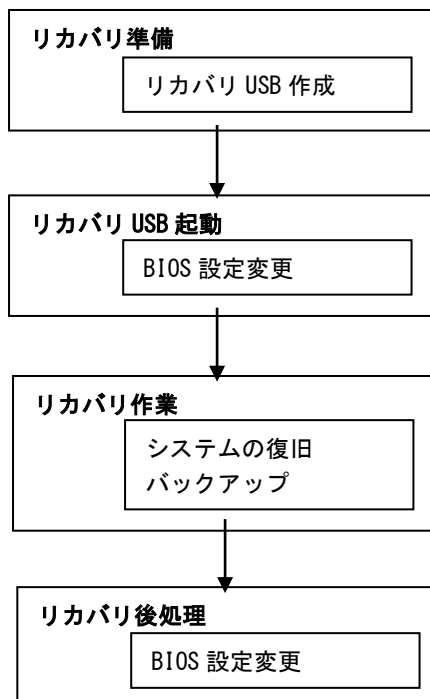 リカバリ準備
リカバリ USB 作成
リカバリ USB 起動
BIOS 設定変更
リカバリ作業
システムの復旧
バックアップ
リカバリ後処理
BIOS 設定変更